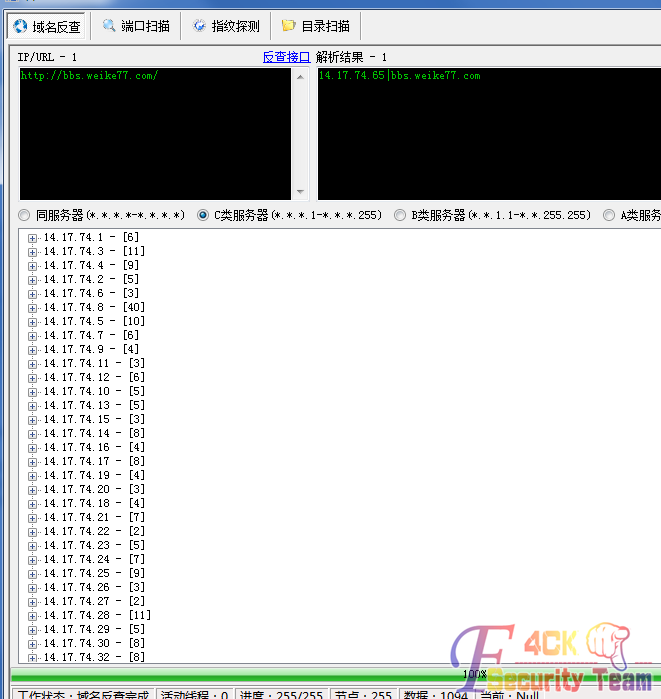 域名反查 端口扫描 指纹探测 目录扫描
IP/URL - 1 反查接口 解析结果 - 1
http://bbs.weike77.com/ 14.17.74.65|bbs.weike77.com
同服务器(*.*.*.*-*.*.*.*) C类服务器(*.*.*.1-*.*.*.255) B类服务器(*.*.1.1-*.*.255.255) A类服务
14.17.74.1 - [6]
14.17.74.3 - [11]
14.17.74.4 - [9]
14.17.74.2 - [5]
14.17.74.6 - [3]
14.17.74.8 - [40]
14.17.74.5 - [10]
14.17.74.7 - [6]
14.17.74.9 - [4]
14.17.74.11 - [3]
14.17.74.12 - [6]
14.17.74.10 - [5]
14.17.74.13 - [5]
14.17.74.15 - [3]
14.17.74.14 - [8]
14.17.74.16 - [4]
14.17.74.17 - [8]
14.17.74.19 - [4]
14.17.74.20 - [3]
14.17.74.18 - [4]
14.17.74.21 - [7]
14.17.74.22 - [2]
14.17.74.23 - [5]
14.17.74.24 - [7]
14.17.74.25 - [9]
14.17.74.26 - [3]
14.17.74.27 - [2]
14.17.74.28 - [11]
14.17.74.29 - [5]
14.17.74.30 - [8]
14.17.74.32 - [8]
F4CK
Security Team
100%
工作状态：域名反查完成 活动线程：0 进度：255/255 节点：255 数据：1094 当前：Null